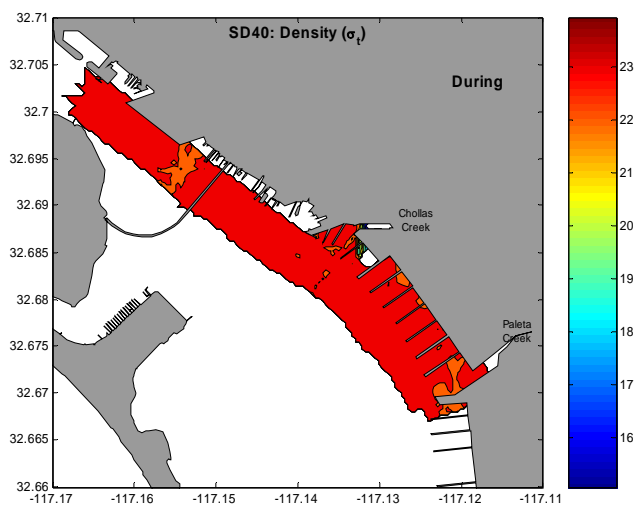 32.71
SD40: Density (σt)
During
32.705
32.7
32.695
32.69
32.685
32.68
32.675
32.67
32.665
32.66
Chollas
Creek
Paleta
Creek
-117.17 -117.16 -117.15 -117.14 -117.13 -117.12 -117.11
23
22
21
20
19
18
17
16